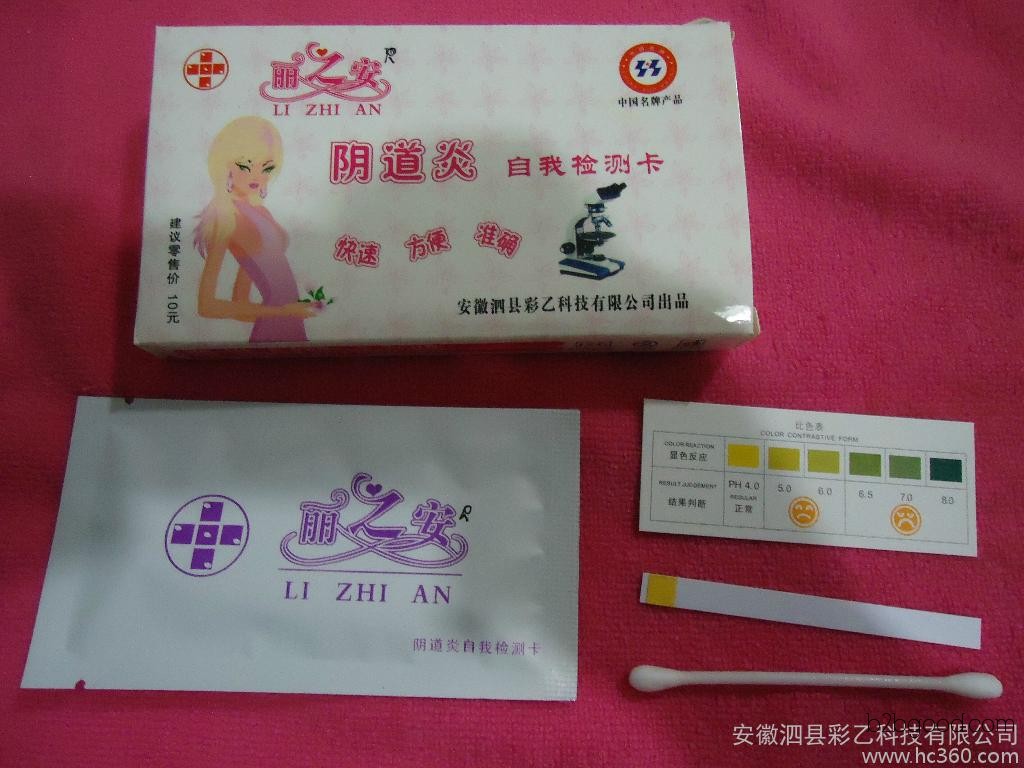 丽之安 R
LI ZHI AN
中国名牌产品
阴道炎 自我检测卡
快速 方便 准确
建议零售价 10元
安徽泗县彩乙科技有限公司出品
丽之安 R
LI ZHI AN
阴道炎自我检测卡
比色表
COLOR CONTRASTIVE FORM
COLOR REACTION
显色反应
RESULT JUDGEMENT
结果判断
PH 4.0 5.0 6.0 6.5 7.0 8.0
REGULAR
正常
安徽泗县彩乙科技有限公司
www.hc360.com